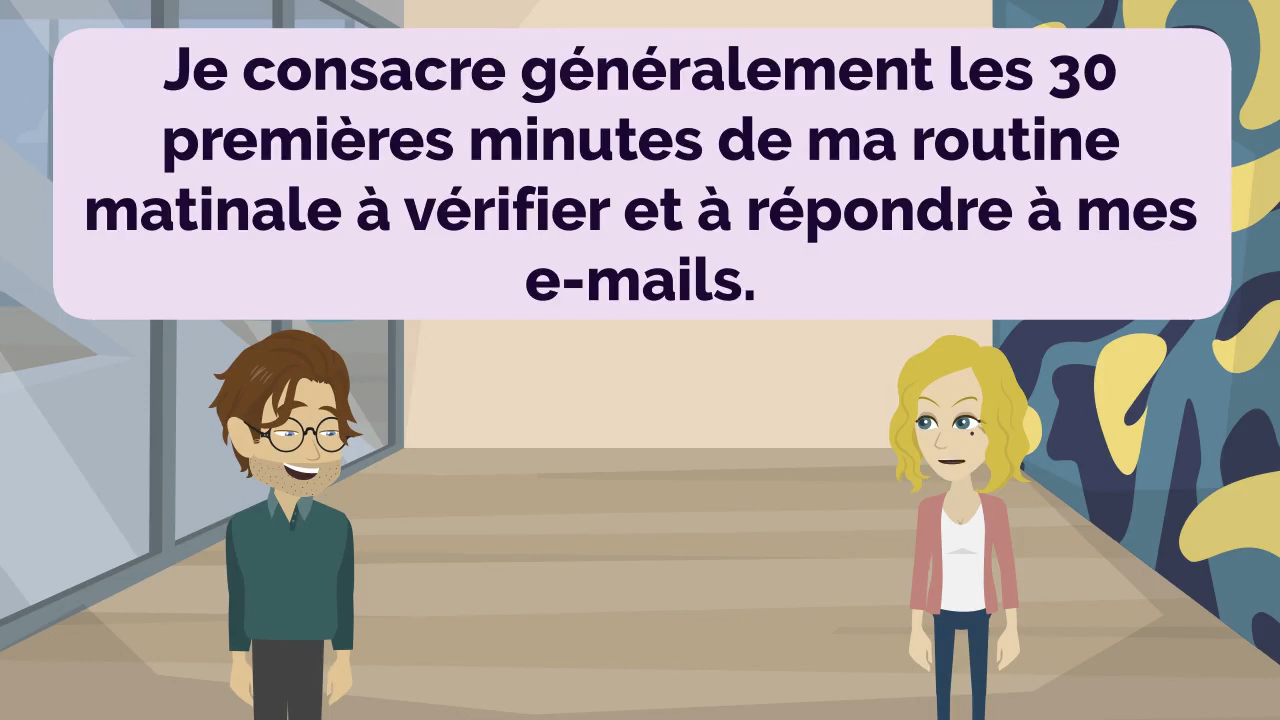 Je consacre généralement les 30
premières minutes de ma routine
matinale à vérifier et à répondre à mes
e-mails.